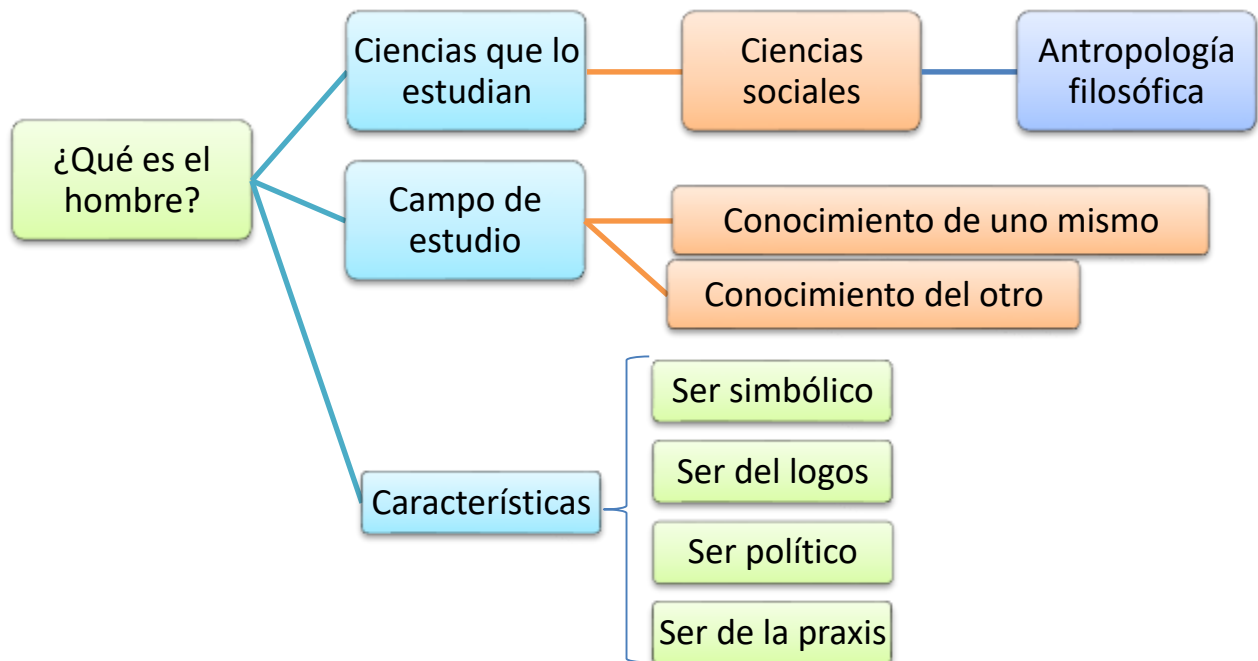 ¿Qué es el
hombre?
Ciencias que lo
estudian
Ciencias
sociales
Antropología
filosófica
Campo de
estudio
Conocimiento de uno mismo
Conocimiento del otro
Características
Ser simbólico
Ser del logos
Ser político
Ser de la praxis